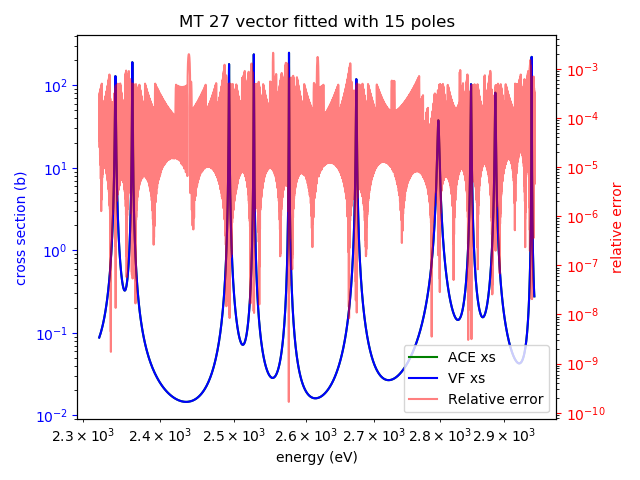 MT 27 vector fitted with 15 poles
cross section (b)
10²
10¹
10⁰
10⁻¹
10⁻²
relative error
10⁻³
10⁻⁴
10⁻⁵
10⁻⁶
10⁻⁷
10⁻⁸
10⁻⁹
10⁻¹⁰
ACE xs
VF xs
Relative error
2.3 × 10³ 2.4 × 10³ 2.5 × 10³ 2.6 × 10³ 2.7 × 10³ 2.8 × 10³ 2.9 × 10³
energy (eV)